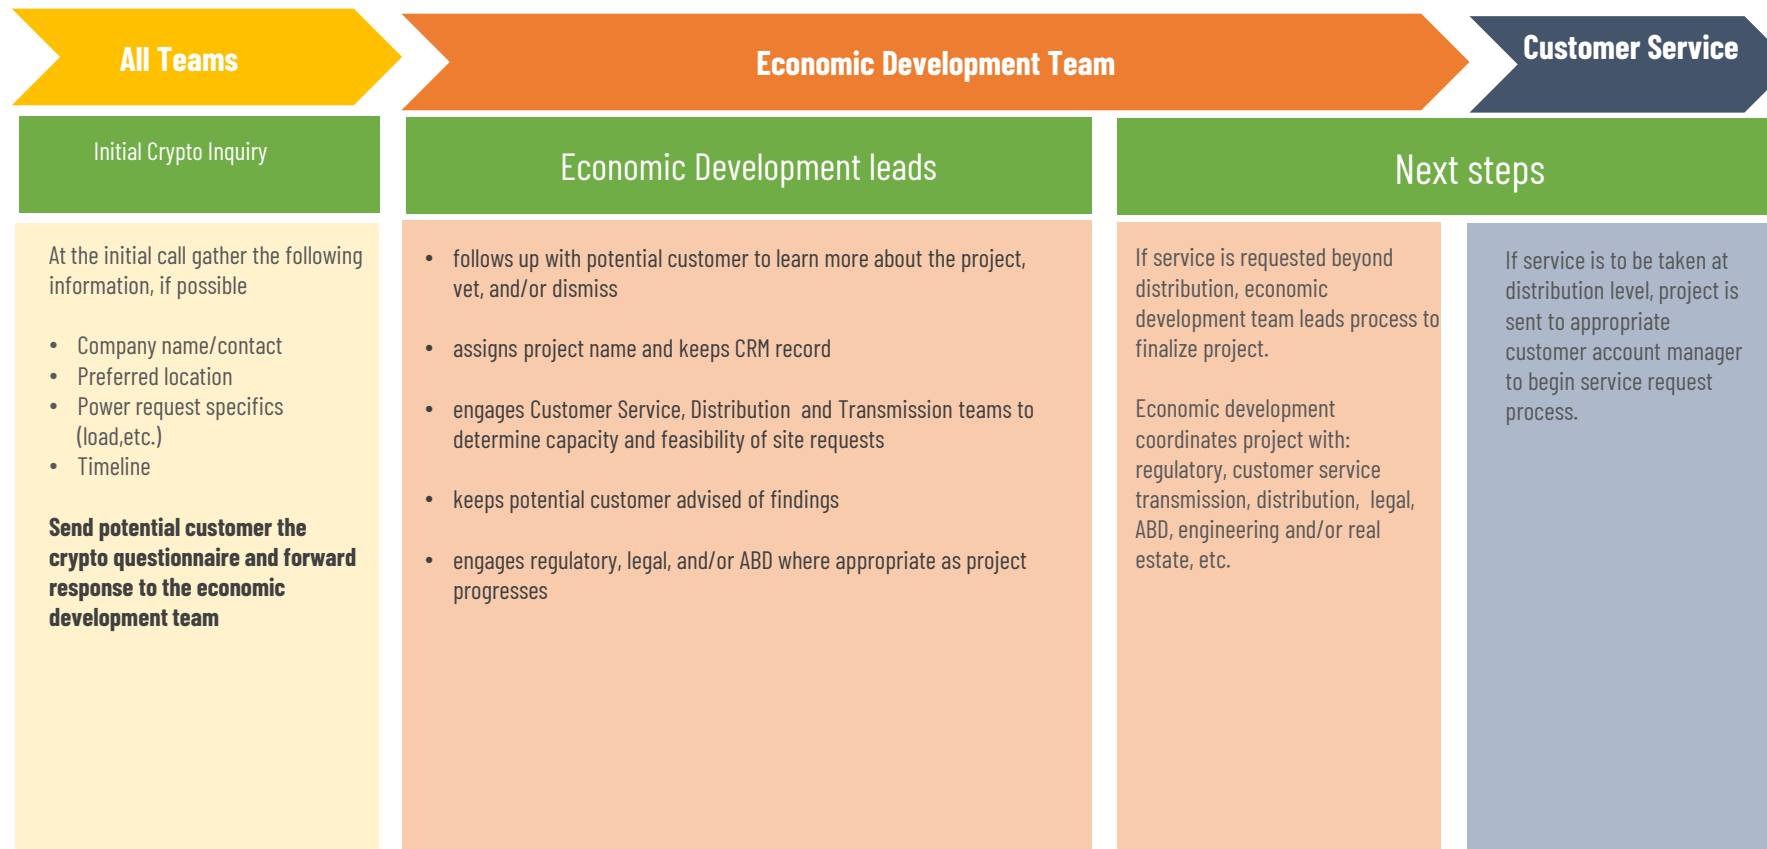 All Teams
Economic Development Team
Customer Service
Initial Crypto Inquiry
Economic Development leads
Next steps
At the initial call gather the following
information, if possible
• Company name/contact
• Preferred location
• Power request specifics
(load,etc.)
• Timeline
Send potential customer the
crypto questionnaire and forward
response to the economic
development team
• follows up with potential customer to learn more about the project,
vet, and/or dismiss
• assigns project name and keeps CRM record
• engages Customer Service, Distribution and Transmission teams to
determine capacity and feasibility of site requests
• keeps potential customer advised of findings
• engages regulatory, legal, and/or ABD where appropriate as project
progresses
If service is requested beyond
distribution, economic
development team leads process to
finalize project.
Economic development
coordinates project with:
regulatory, customer service
transmission, distribution, legal,
ABD, engineering and/or real
estate, etc.
If service is to be taken at
distribution level, project is
sent to appropriate
customer account manager
to begin service request
process.